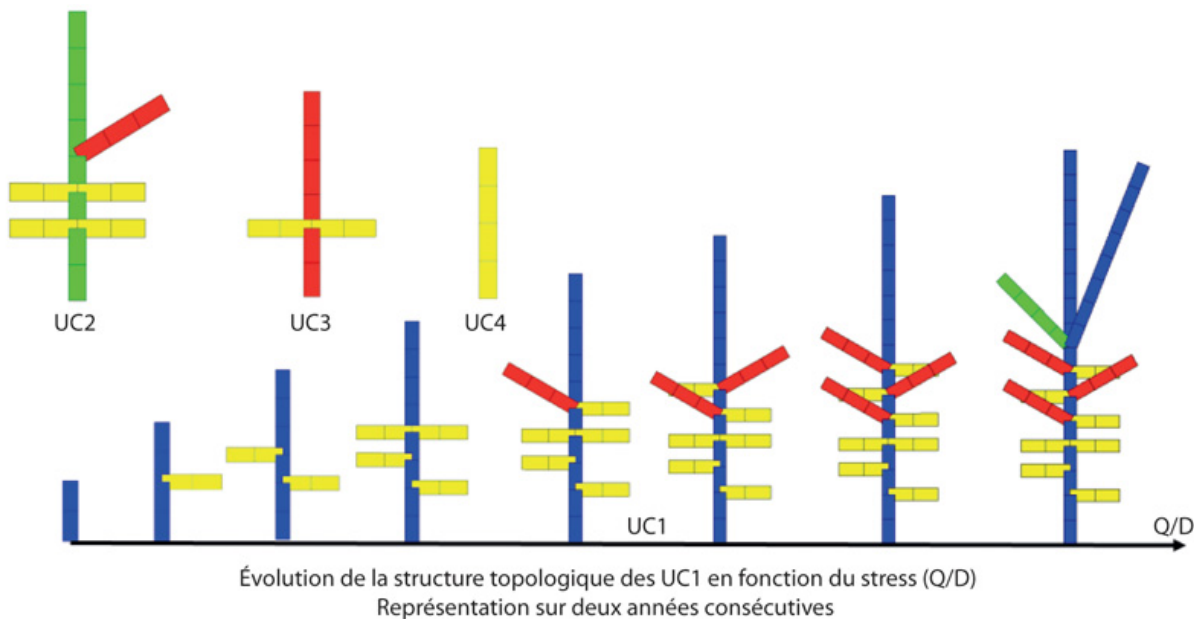 UC2
UC3
UC4
UC1
Q/D
Évolution de la structure topologique des UC1 en fonction du stress (Q/D)
Représentation sur deux années consécutives